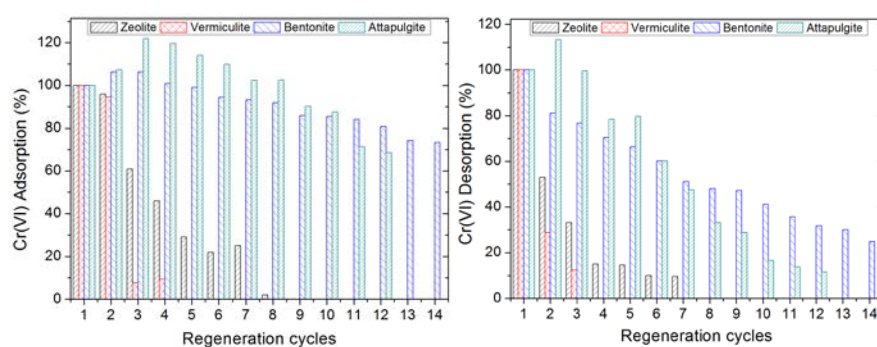 Zeolite Vermiculite Bentonite Attapulgite
120
100
80
60
40
20
0
Cr(VI) Adsorption (%)
1 2 3 4 5 6 7 8 9 10 11 12 13 14
Regeneration cycles
Zeolite Vermiculite Bentonite Attapulgite
120
100
80
60
40
20
0
Cr(VI) Desorption (%)
1 2 3 4 5 6 7 8 9 10 11 12 13 14
Regeneration cycles